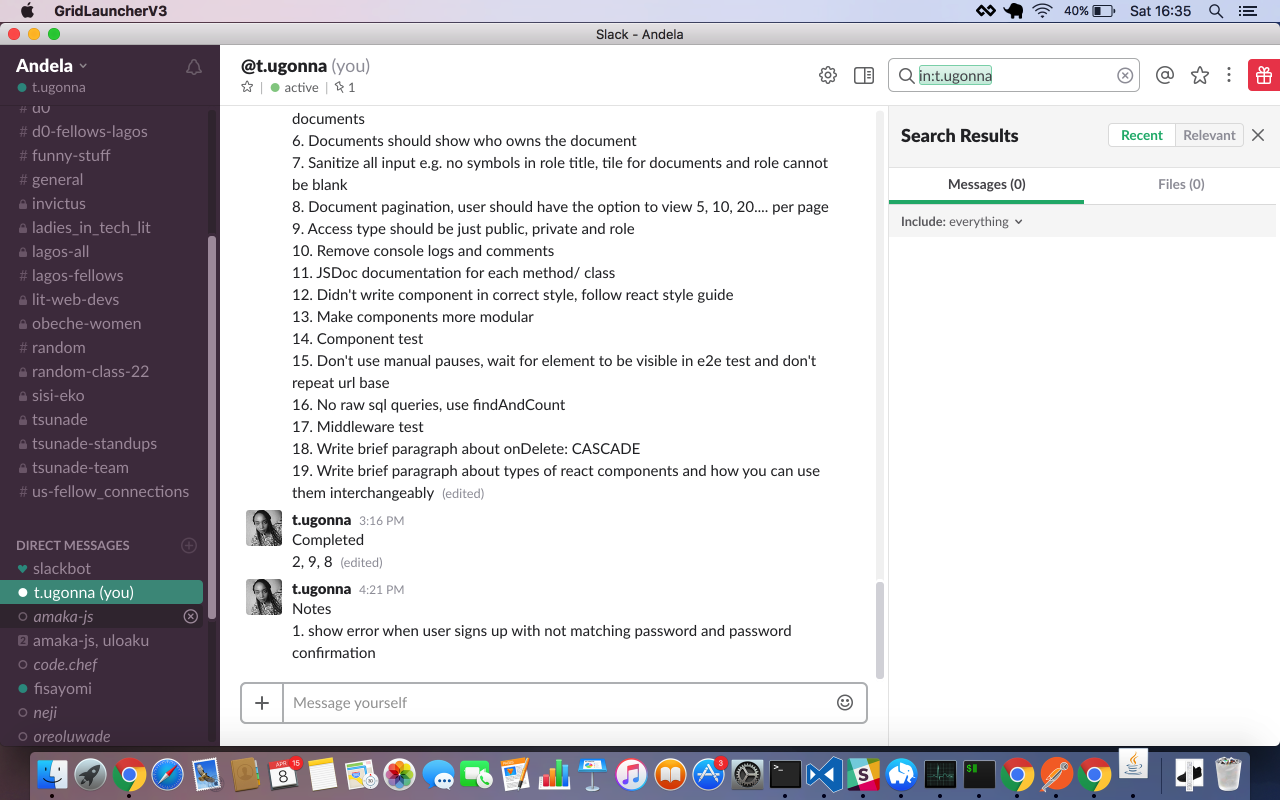 GridLauncherV3
40%
Sat 16:35
Slack - Andela
Andela
t.ugonna
# d0
# d0-fellows-lagos
# funny-stuff
# general
invictus
ladies_in_tech_lit
lagos-all
# lagos-fellows
lit-web-devs
obeche-women
# random
random-class-22
sisi-eko
tsunade
tsunade-standups
tsunade-team
# us-fellow_connections
DIRECT MESSAGES
slackbot
t.ugonna (you)
amaka-js
2 amaka-js, uloaku
code.chef
fisayomi
neji
oreoluwade
@t.ugonna (you)
active | 1
in:t.ugonna
documents
6. Documents should show who owns the document
7. Sanitize all input e.g. no symbols in role title, tile for documents and role cannot
be blank
8. Document pagination, user should have the option to view 5, 10, 20.... per page
9. Access type should be just public, private and role
10. Remove console logs and comments
11. JSDoc documentation for each method/ class
12. Didn't write component in correct style, follow react style guide
13. Make components more modular
14. Component test
15. Don't use manual pauses, wait for element to be visible in e2e test and don't
repeat url base
16. No raw sql queries, use findAndCount
17. Middleware test
18. Write brief paragraph about onDelete: CASCADE
19. Write brief paragraph about types of react components and how you can use
them interchangeably (edited)
t.ugonna 3:16 PM
Completed
2, 9, 8 (edited)
t.ugonna 4:21 PM
Notes
1. show error when user signs up with not matching password and password
confirmation
Message yourself
Search Results
Recent
Relevant
Messages (0)
Files (0)
Include: everything
APR
8
15
3